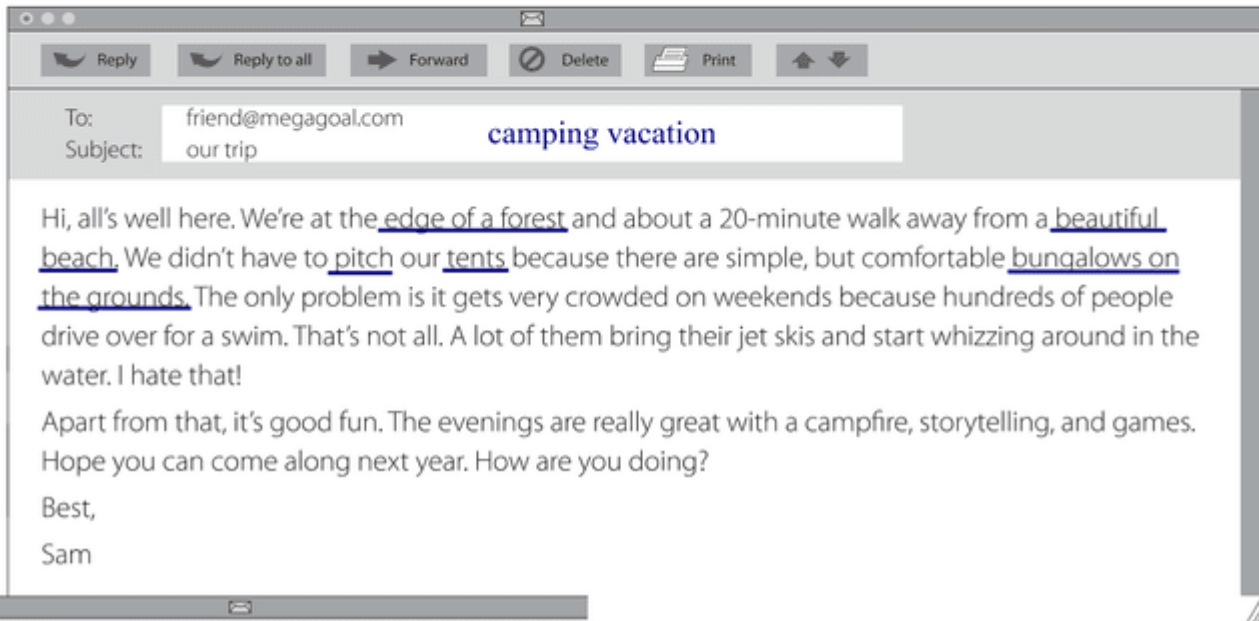 Reply Reply to all Forward Delete Print
To: friend@megagoal.com
camping vacation
Subject: our trip
Hi, all's well here. We're at the edge of a forest and about a 20-minute walk away from a beautiful
beach. We didn't have to pitch our tents because there are simple, but comfortable bungalows on
the grounds. The only problem is it gets very crowded on weekends because hundreds of people
drive over for a swim. That's not all. A lot of them bring their jet skis and start whizzing around in the
water. I hate that!
Apart from that, it's good fun. The evenings are really great with a campfire, storytelling, and games.
Hope you can come along next year. How are you doing?
Best,
Sam